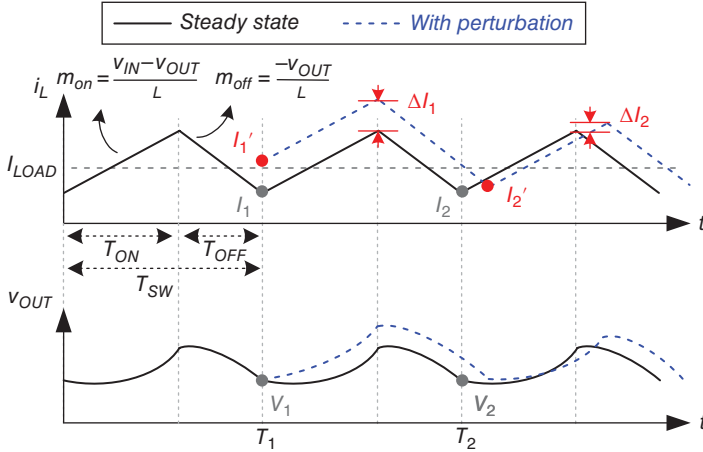 Steady state With perturbation
i_L m_on = (v_IN−v_OUT)/L m_off = −v_OUT/L
ΔI_1 ΔI_2
I_1′
I_LOAD
I_1 I_2 I_2′
t
T_ON T_OFF
T_SW
v_OUT
V_1 V_2
t
T_1 T_2